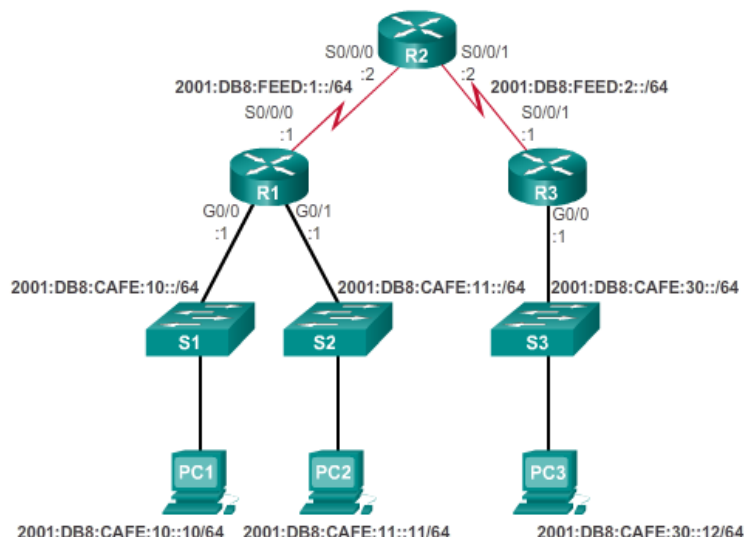 S0/0/0 S0/0/1
R2
:2 :2
2001:DB8:FEED:1::/64 2001:DB8:FEED:2::/64
S0/0/0 S0/0/1
:1 :1
R1 R3
G0/0 G0/1 G0/0
:1 :1 :1
2001:DB8:CAFE:10::/64 2001:DB8:CAFE:11::/64 2001:DB8:CAFE:30::/64
S1 S2 S3
PC1 PC2 PC3
2001:DB8:CAFE:10::10/64 2001:DB8:CAFE:11::11/64 2001:DB8:CAFE:30::12/64